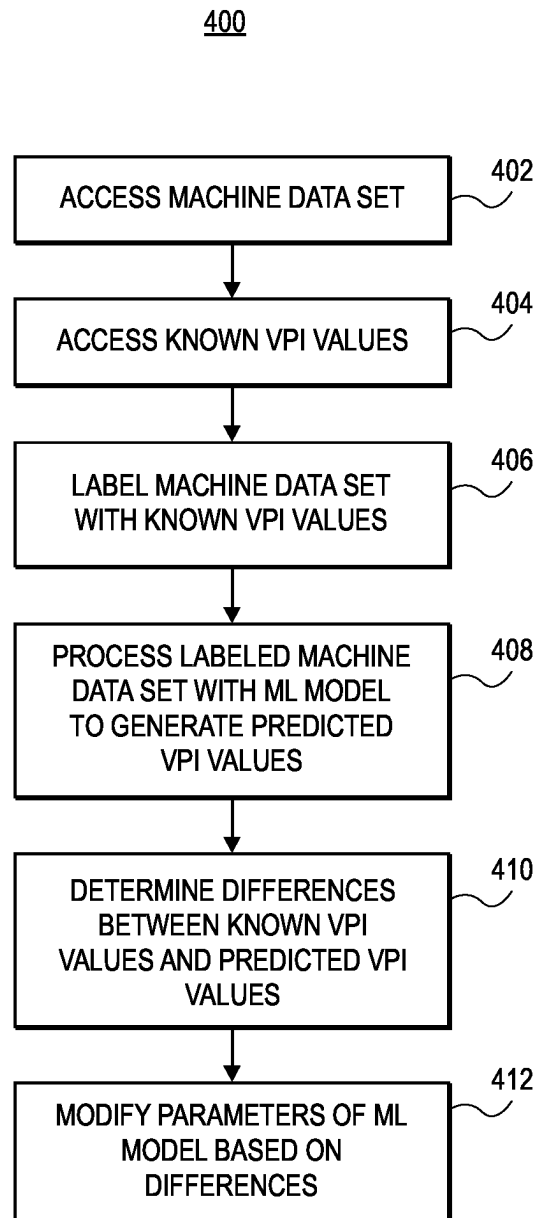 400
ACCESS MACHINE DATA SET
402
ACCESS KNOWN VPI VALUES
404
LABEL MACHINE DATA SET
WITH KNOWN VPI VALUES
406
PROCESS LABELED MACHINE
DATA SET WITH ML MODEL
TO GENERATE PREDICTED
VPI VALUES
408
DETERMINE DIFFERENCES
BETWEEN KNOWN VPI
VALUES AND PREDICTED VPI
VALUES
410
MODIFY PARAMETERS OF ML
MODEL BASED ON
DIFFERENCES
412